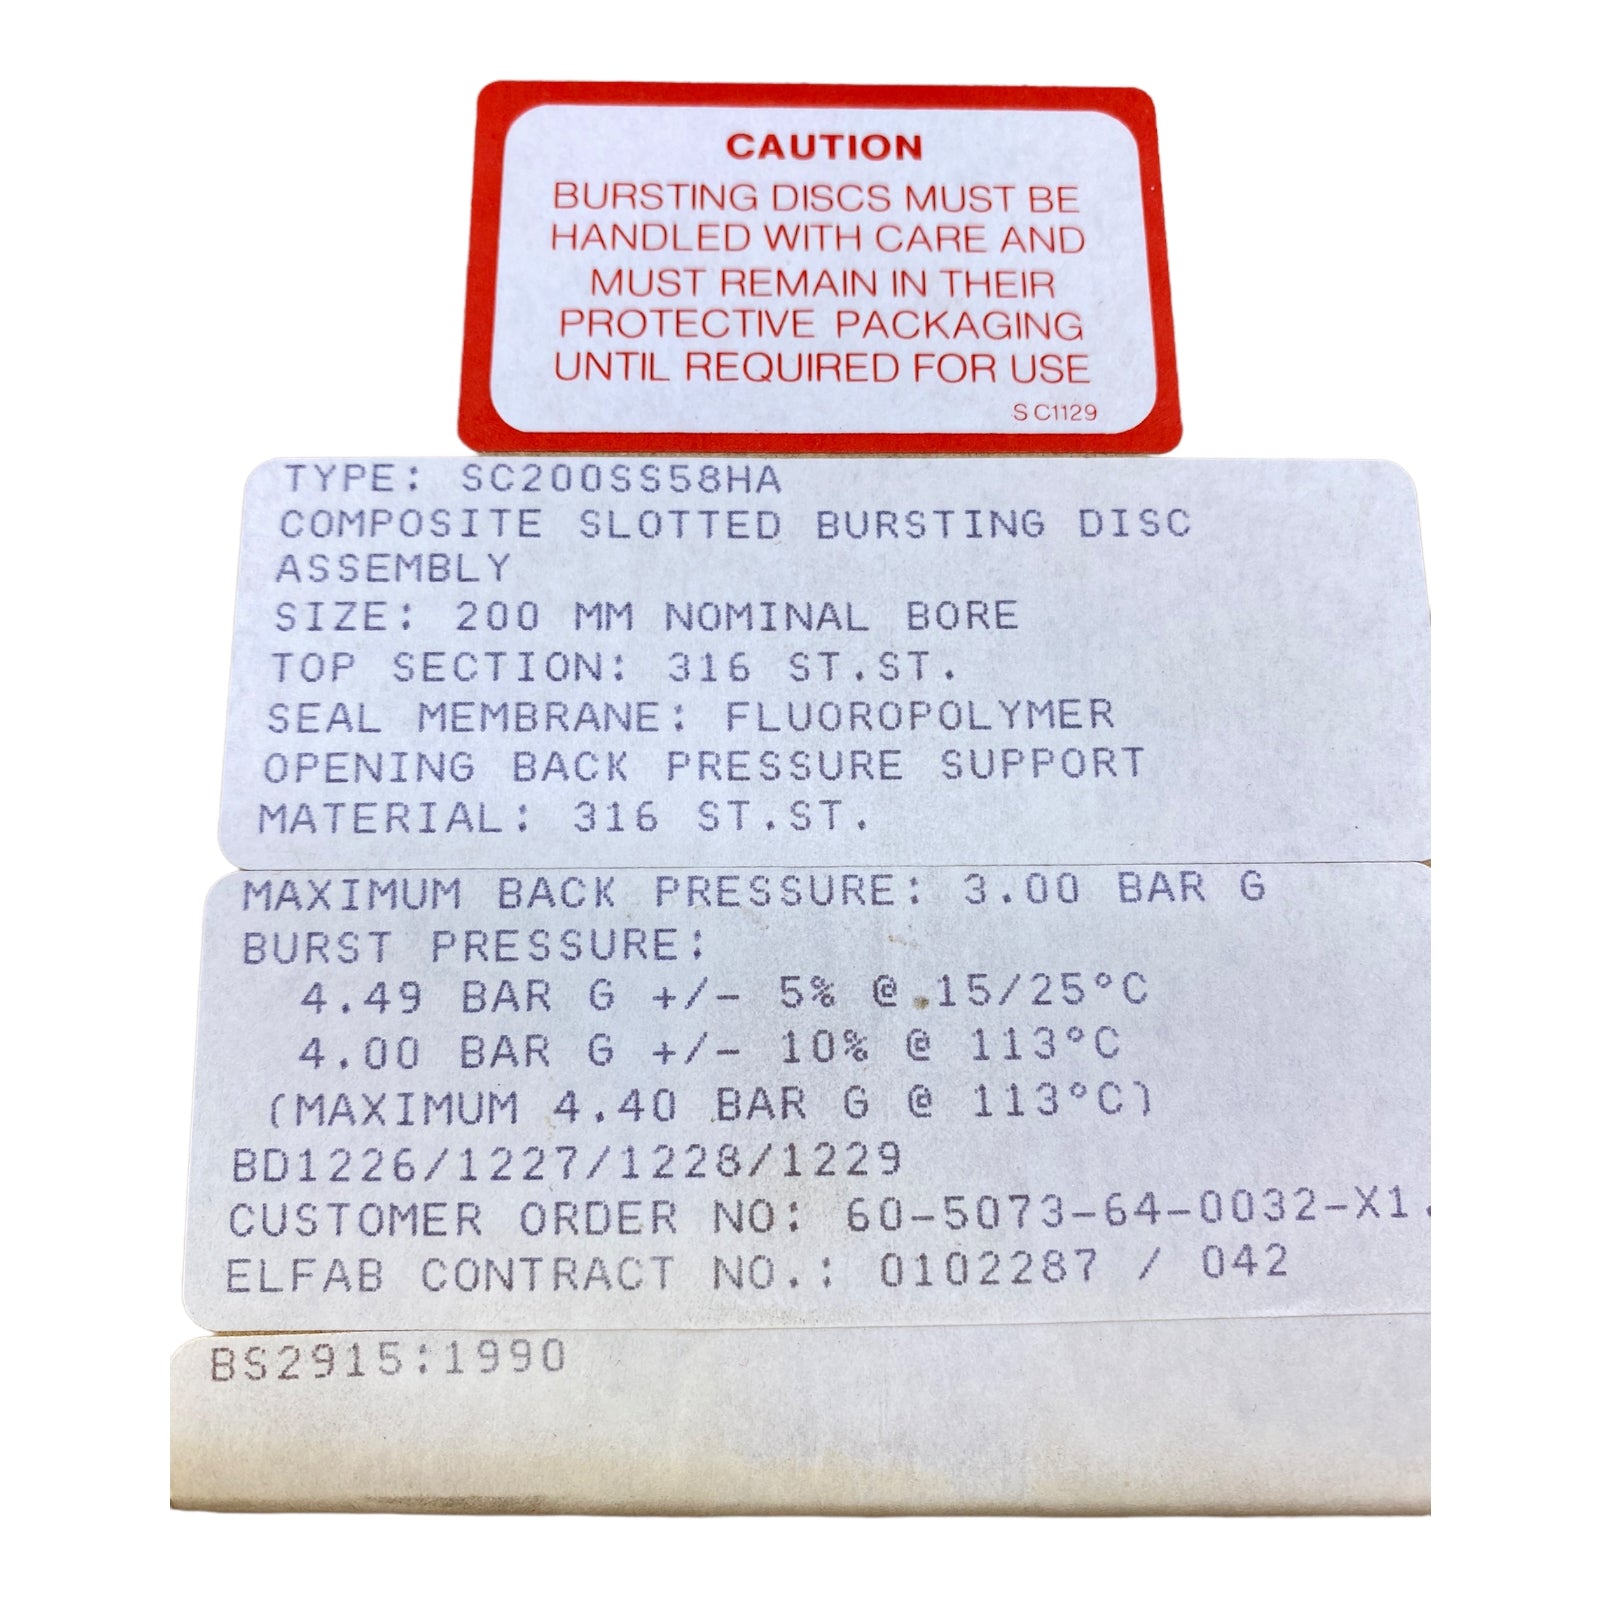 CAUTION
BURSTING DISCS MUST BE
HANDLED WITH CARE AND
MUST REMAIN IN THEIR
PROTECTIVE PACKAGING
UNTIL REQUIRED FOR USE
SC1129
TYPE: SC200SS58HA
COMPOSITE SLOTTED BURSTING DISC
ASSEMBLY
SIZE: 200 MM NOMINAL BORE
TOP SECTION: 316 ST.ST.
SEAL MEMBRANE: FLUOROPOLYMER
OPENING BACK PRESSURE SUPPORT
MATERIAL: 316 ST.ST.
MAXIMUM BACK PRESSURE: 3.00 BAR G
BURST PRESSURE:
4.49 BAR G +/- 5% @ 15/25°C
4.00 BAR G +/- 10% @ 113°C
(MAXIMUM 4.40 BAR G @ 113°C)
BD1226/1227/1228/1229
CUSTOMER ORDER NO: 60-5073-64-0032-X1.
ELFAB CONTRACT NO.: 0102287 / 042
BS2915:1990